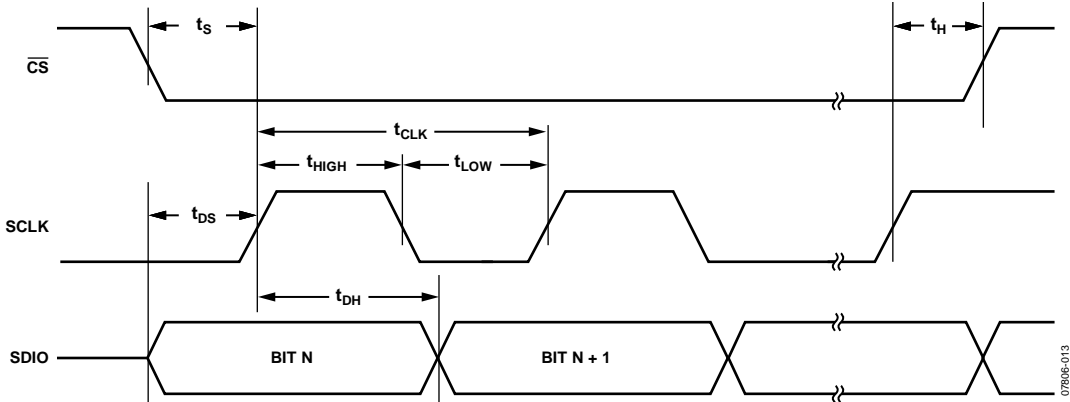 tS
tH
CS
tCLK
tHIGH
tLOW
tDS
SCLK
tDH
SDIO
BIT N
BIT N + 1
07806-013